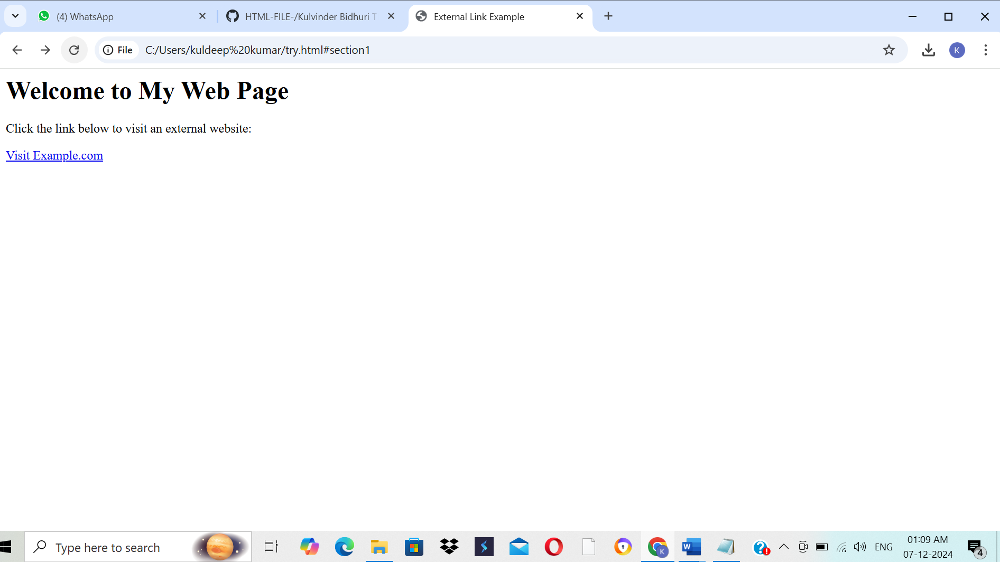 (4) WhatsApp
HTML-FILE-/Kulvinder Bidhuri T
External Link Example
File
C:/Users/kuldeep%20kumar/try.html#section1
K
Welcome to My Web Page
Click the link below to visit an external website:
Visit Example.com
Type here to search
K
W
ENG
01:09 AM
07-12-2024
4